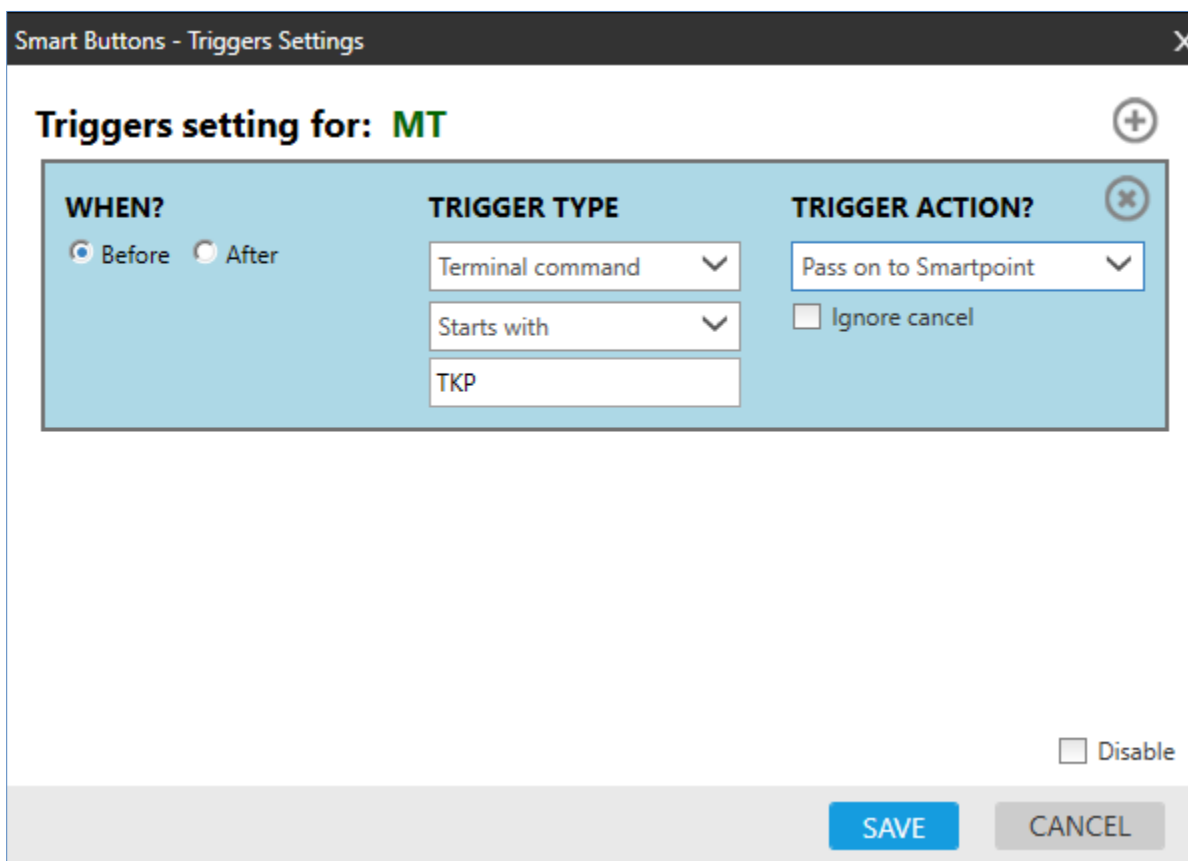 Smart Buttons - Triggers Settings X
Triggers setting for: MT
WHEN? TRIGGER TYPE TRIGGER ACTION?
Before After Terminal command Pass on to Smartpoint
Starts with Ignore cancel
TKP
Disable
SAVE CANCEL